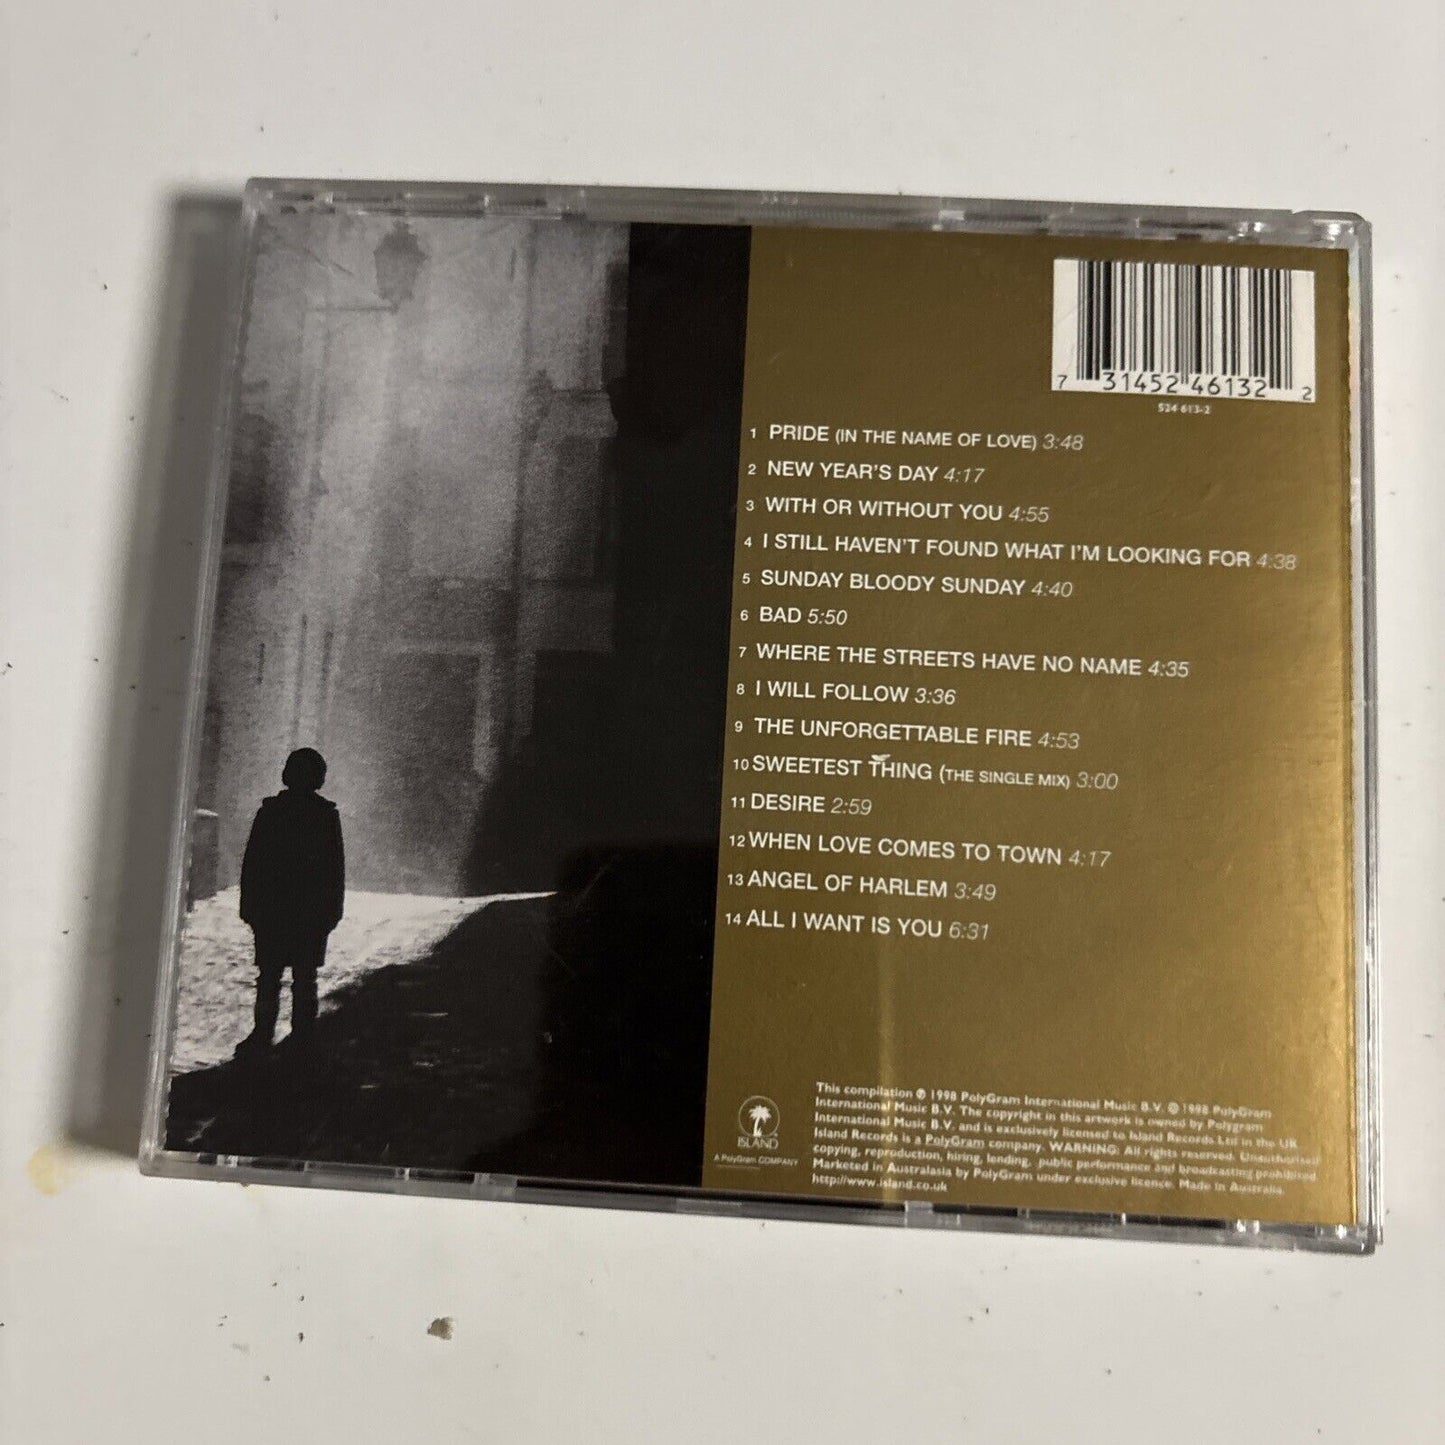 7 31452 46132 2
524 613-2
1 PRIDE (IN THE NAME OF LOVE) 3:48
2 NEW YEAR'S DAY 4:17
3 WITH OR WITHOUT YOU 4:55
4 I STILL HAVEN'T FOUND WHAT I'M LOOKING FOR 4:38
5 SUNDAY BLOODY SUNDAY 4:40
6 BAD 5:50
7 WHERE THE STREETS HAVE NO NAME 4:35
8 I WILL FOLLOW 3:36
9 THE UNFORGETTABLE FIRE 4:53
10 SWEETEST THING (THE SINGLE MIX) 3:00
11 DESIRE 2:59
12 WHEN LOVE COMES TO TOWN 4:17
13 ANGEL OF HARLEM 3:49
14 ALL I WANT IS YOU 6:31
ISLAND
A PolyGram COMPANY
This compilation ℗ 1998 PolyGram International Music B.V. © 1998 PolyGram
International Music B.V. The copyright in this artwork is owned by Polygram
International Music B.V. and is exclusively licensed to Island Records Ltd in the UK
Island Records is a PolyGram company. WARNING: All rights reserved. Unauthorised
copying, reproduction, hiring, lending, public performance and broadcasting prohibited
Marketed in Australasia by PolyGram under exclusive licence. Made in Australia.
http://www.island.co.uk